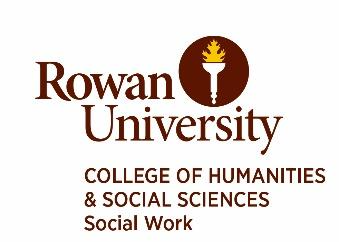 Rowan
University
COLLEGE OF HUMANITIES
& SOCIAL SCIENCES
Social Work